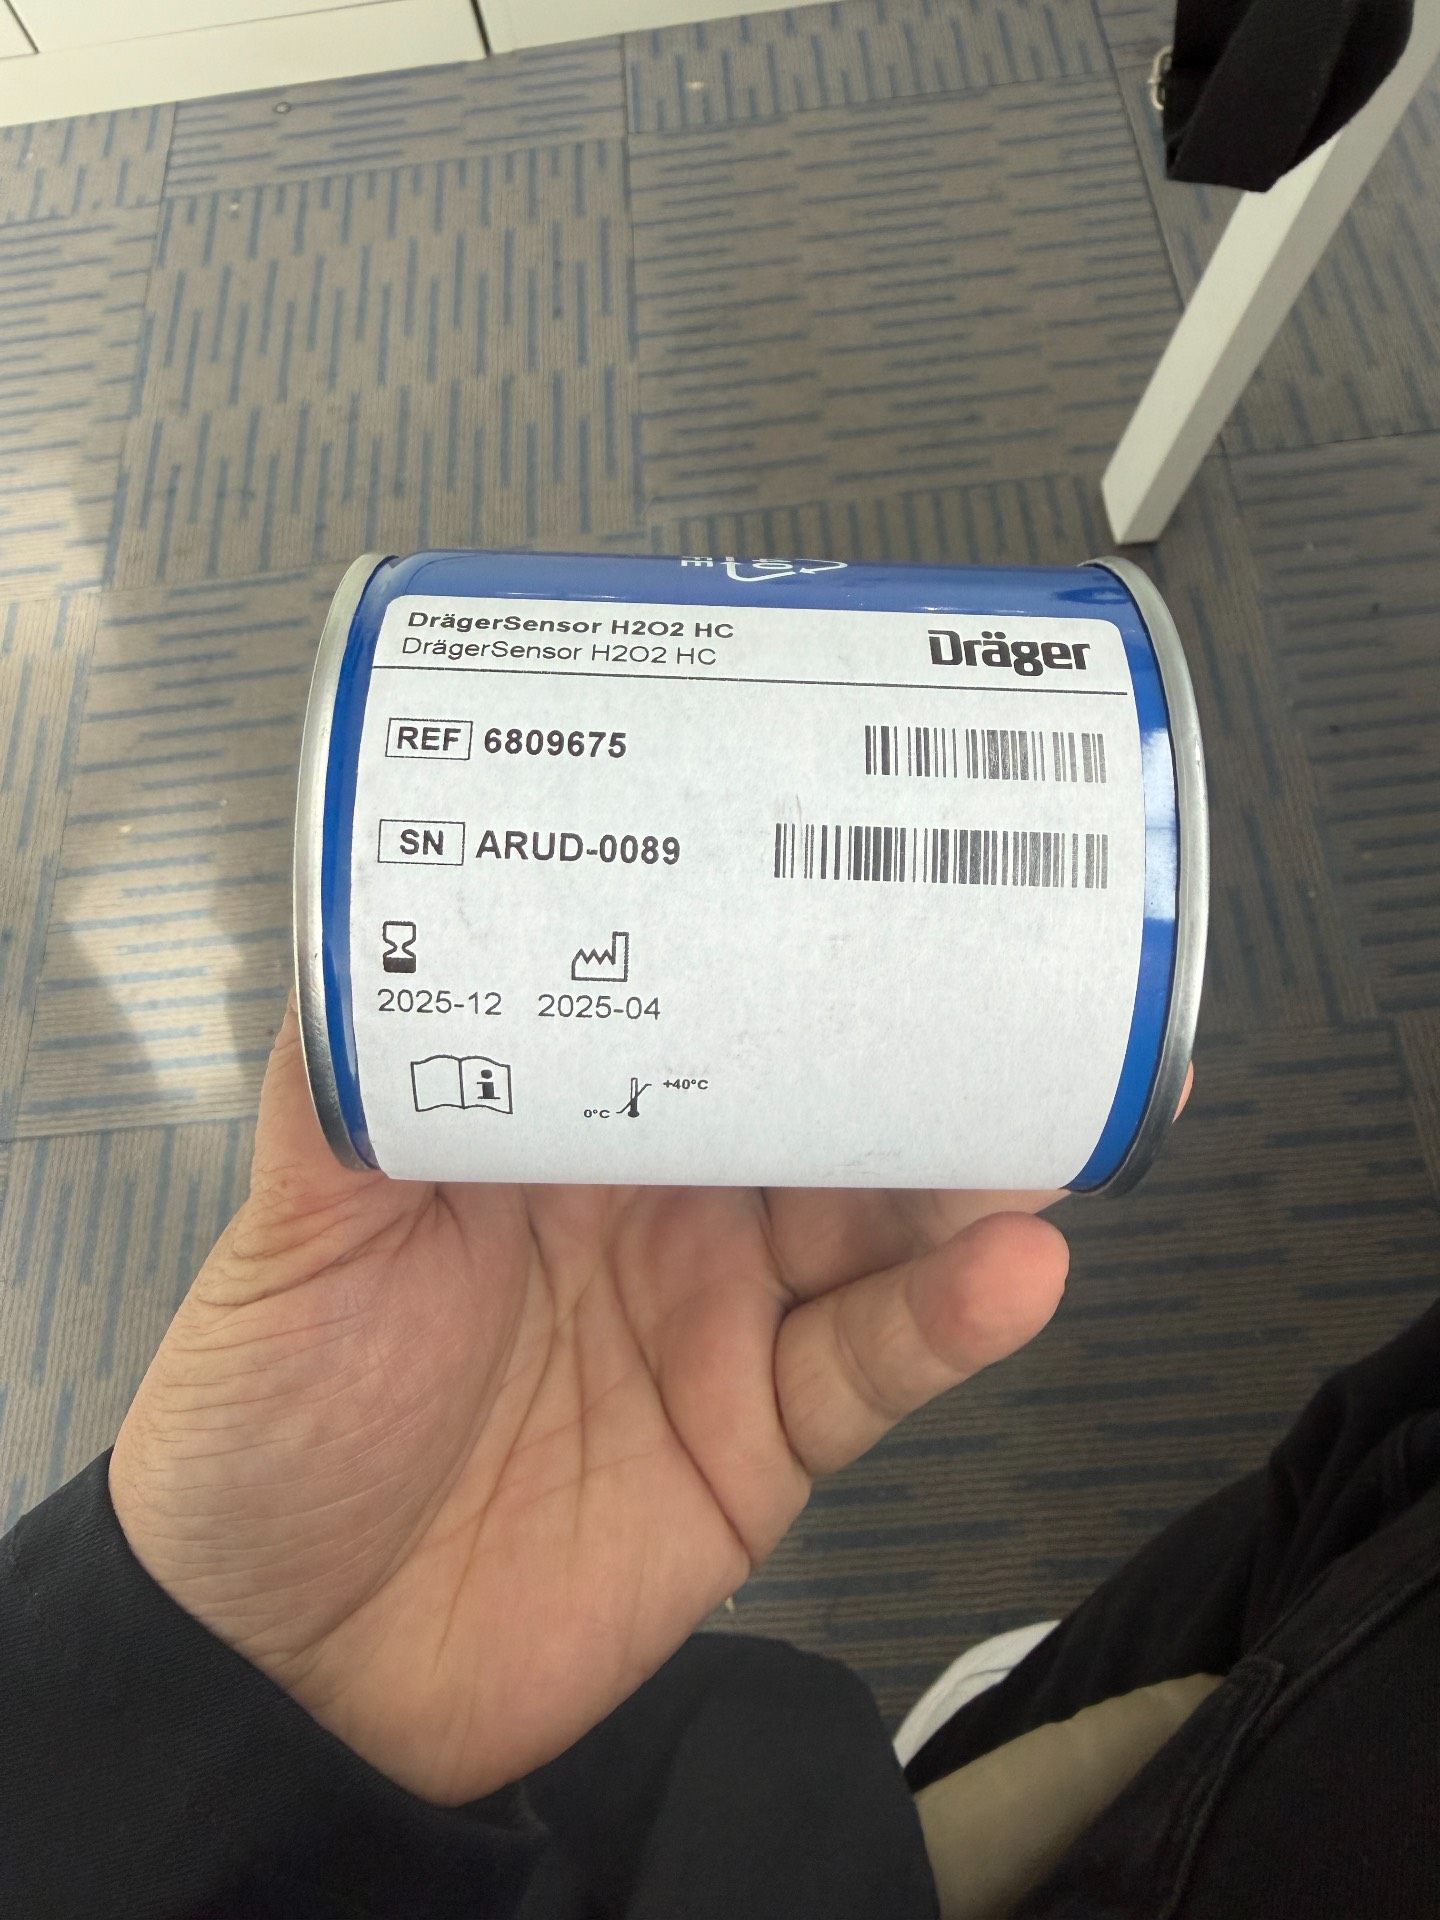 DrägerSensor H2O2 HC
DrägerSensor H2O2 HC
Dräger
REF 6809675
SN ARUD-0089
2025-12 2025-04
0°C +40°C